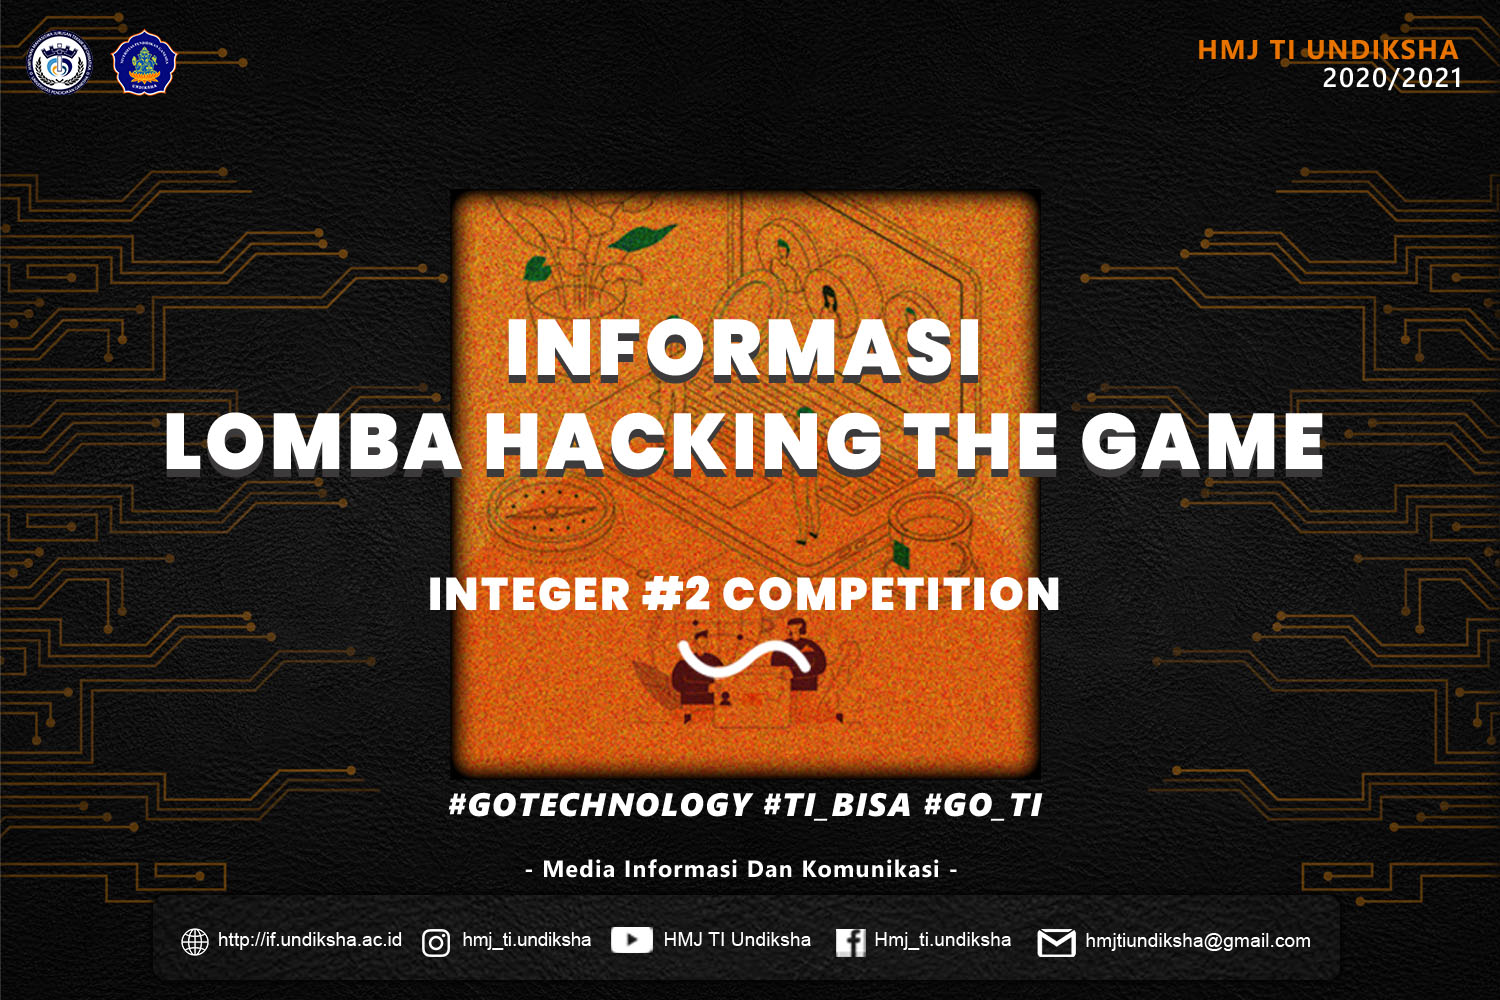 HMJ TI UNDIKSHA
2020/2021
INFORMASI
LOMBA HACKING THE GAME
INTEGER #2 COMPETITION
#GOTECHNOLOGY #TI_BISA #GO_TI
- Media Informasi Dan Komunikasi -
http://if.undiksha.ac.id hmj_ti.undiksha HMJ TI Undiksha Hmj_ti.undiksha hmjtiundiksha@gmail.com
UNDIKSHA